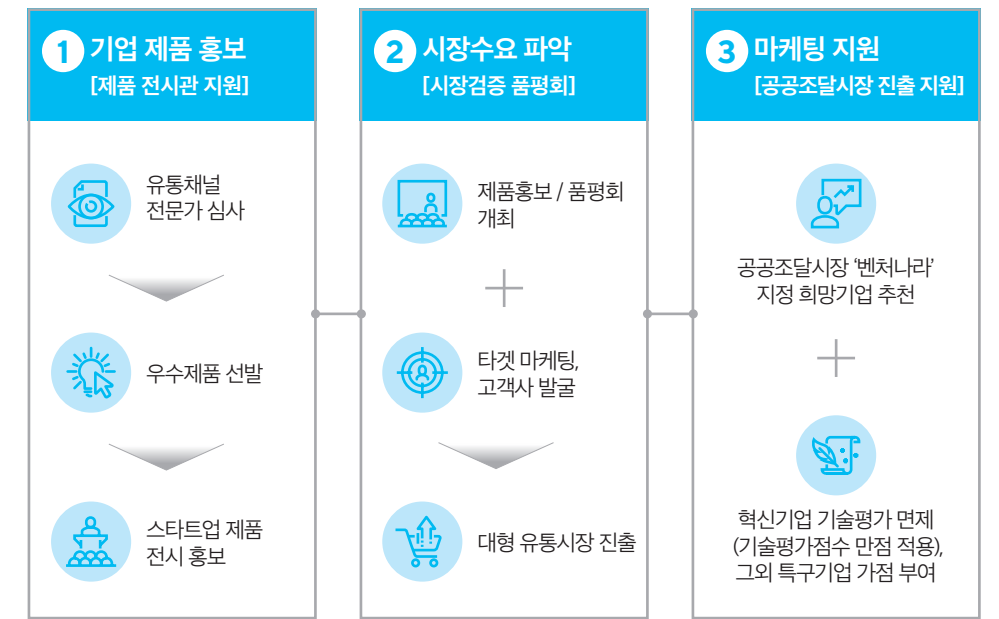 1 기업 제품 홍보
[제품 전시관 지원]
유통채널
전문가 심사
우수제품 선발
스타트업 제품
전시 홍보
2 시장수요 파악
[시장검증 품평회]
제품홍보 / 품평회
개최
타겟 마케팅,
고객사 발굴
대형 유통시장 진출
3 마케팅 지원
[공공조달시장 진출 지원]
공공조달시장 ‘벤처나라’
지정 희망기업 추천
혁신기업 기술평가 면제
(기술평가점수 만점 적용),
그외 특구기업 가점 부여